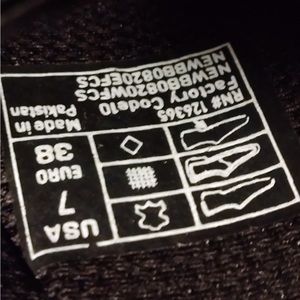 USA
7
EURO
38
RN# 126365
Factory Code10
NEWBB0820WFCS
NEWBB0820EFCS
Made in
Pakistan